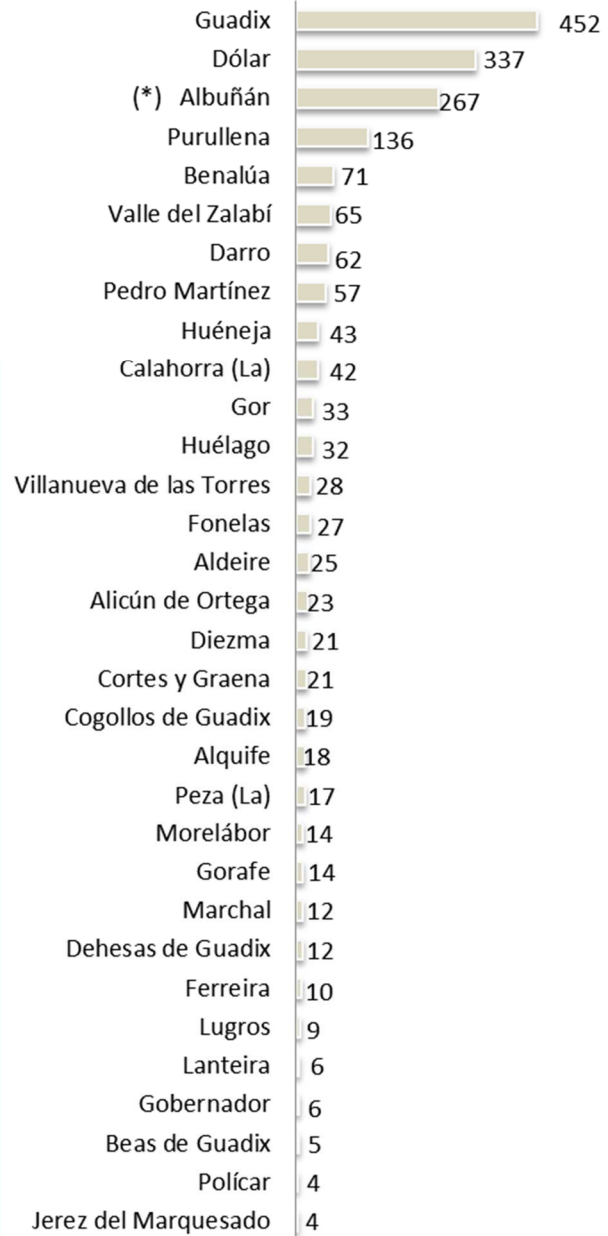 Guadix 452
Dólar 337
(*) Albuñán 267
Purullena 136
Benalúa 71
Valle del Zalabí 65
Darro 62
Pedro Martínez 57
Huéneja 43
Calahorra (La) 42
Gor 33
Huélago 32
Villanueva de las Torres 28
Fonelas 27
Aldeire 25
Alicún de Ortega 23
Diezma 21
Cortes y Graena 21
Cogollos de Guadix 19
Alquife 18
Peza (La) 17
Morelábor 14
Gorafe 14
Marchal 12
Dehesas de Guadix 12
Ferreira 10
Lugros 9
Lanteira 6
Gobernador 6
Beas de Guadix 5
Polícar 4
Jerez del Marquesado 4